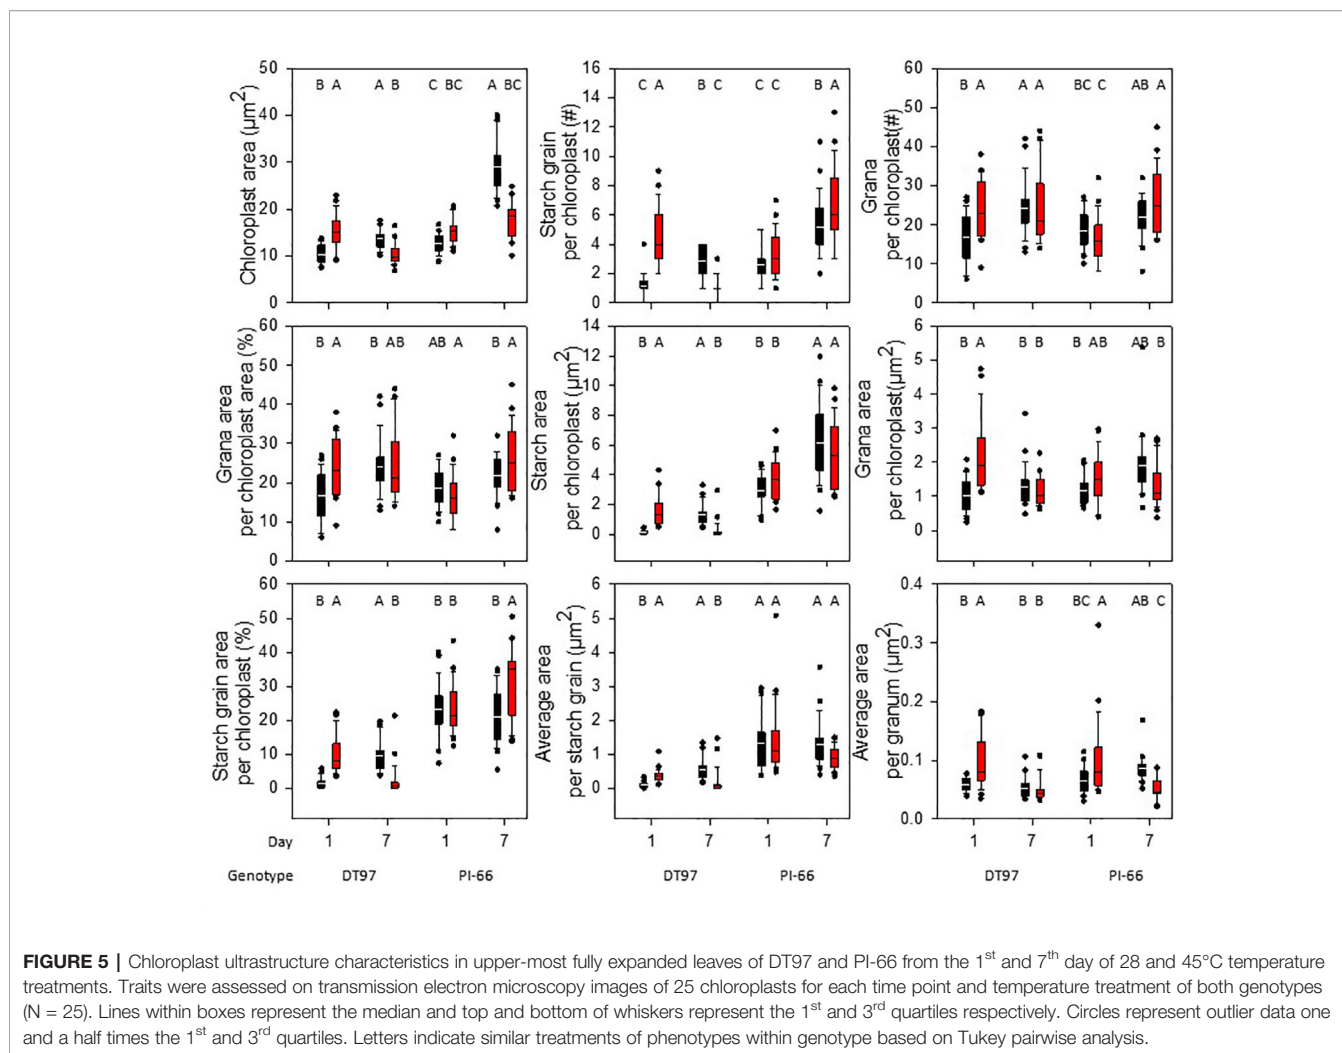 Chloroplast area (µm²)
50
40
30
20
10
0
B A A B C BC A BC
Starch grain
per chloroplast (#)
16
14
12
10
8
6
4
2
0
C A B C C C B A
Grana
per chloroplast(#)
60
50
40
30
20
10
0
B A A A BC C AB A
Grana area
per chloroplast area (%)
60
50
40
30
20
10
0
B A B AB AB A B A
Starch area
per chloroplast (µm²)
14
12
10
8
6
4
2
0
B A A B B B A A
Grana area
per chloroplast(µm²)
6
5
4
3
2
1
0
B A B B B AB AB B
Starch grain area
per chloroplast (%)
60
50
40
30
20
10
0
B A A B B B B A
Average area
per starch grain (µm²)
6
5
4
3
2
1
0
B A A B A A A A
Average area
per granum (µm²)
0.4
0.3
0.2
0.1
0.0
B A B B BC A AB C
Day 1 7 1 7 1 7 1 7 1 7 1 7
Genotype DT97 PI-66 DT97 PI-66 DT97 PI-66
FIGURE 5 | Chloroplast ultrastructure characteristics in upper-most fully expanded leaves of DT97 and PI-66 from the 1st and 7th day of 28 and 45°C temperature
treatments. Traits were assessed on transmission electron microscopy images of 25 chloroplasts for each time point and temperature treatment of both genotypes
(N = 25). Lines within boxes represent the median and top and bottom of whiskers represent the 1st and 3rd quartiles respectively. Circles represent outlier data one
and a half times the 1st and 3rd quartiles. Letters indicate similar treatments of phenotypes within genotype based on Tukey pairwise analysis.